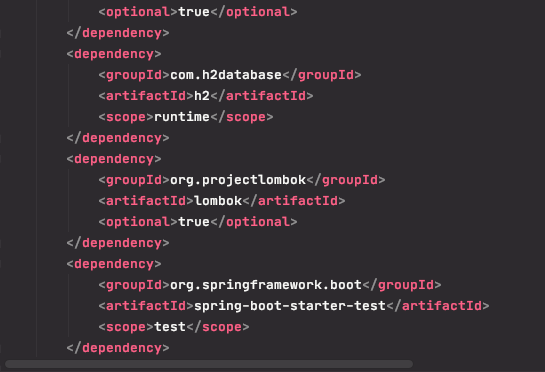 <optional>true</optional>
</dependency>
<dependency>
<groupId>com.h2database</groupId>
<artifactId>h2</artifactId>
<scope>runtime</scope>
</dependency>
<dependency>
<groupId>org.projectlombok</groupId>
<artifactId>lombok</artifactId>
<optional>true</optional>
</dependency>
<dependency>
<groupId>org.springframework.boot</groupId>
<artifactId>spring-boot-starter-test</artifactId>
<scope>test</scope>
</dependency>